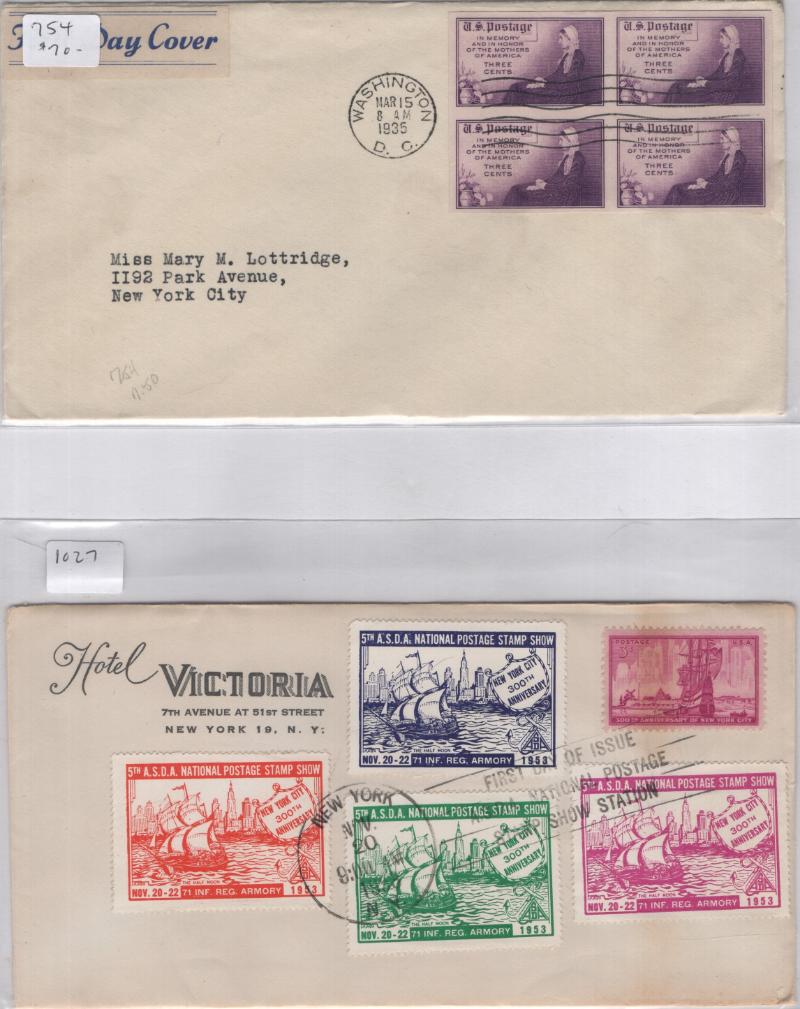 754
$70-
Day Cover
WASHINGTON
MAR 15
8 AM
1935
D. C.
U.S. Postage
IN MEMORY
AND IN HONOR
OF THE MOTHERS
OF AMERICA
THREE
CENTS
U.S. Postage
IN MEMORY
AND IN HONOR
OF THE MOTHERS
OF AMERICA
THREE
CENTS
U.S. Postage
IN MEMORY
AND IN HONOR
OF THE MOTHERS
OF AMERICA
THREE
CENTS
U.S. Postage
IN MEMORY
AND IN HONOR
OF THE MOTHERS
OF AMERICA
THREE
CENTS
Miss Mary M. Lottridge,
1192 Park Avenue,
New York City
754
1027
Hotel VICTORIA
7TH AVENUE AT 51ST STREET
NEW YORK 19, N. Y.
5TH A.S.D.A. NATIONAL POSTAGE STAMP SHOW
NEW YORK CITY
300TH
ANNIVERSARY
THE HALF MOON
NOV. 20-22 71 INF. REG. ARMORY 1953
POSTAGE U.S.A.
3¢
300TH ANNIVERSARY OF NEW YORK CITY
5TH A.S.D.A. NATIONAL POSTAGE STAMP SHOW
NEW YORK CITY
300TH
ANNIVERSARY
THE HALF MOON
NOV. 20-22 71 INF. REG. ARMORY 1953
NEW YORK
NOV.
20
N.Y.
FIRST DAY OF ISSUE
NATIONAL POSTAGE
SHOW STATION
5TH A.S.D.A. NATIONAL POSTAGE STAMP SHOW
NEW YORK CITY
300TH
ANNIVERSARY
THE HALF MOON
NOV. 20-22 71 INF. REG. ARMORY 1953
A.S.D.A. NATIONAL POSTAGE STAMP SHOW
NEW YORK CITY
300TH
ANNIVERSARY
THE HALF MOON
NOV. 20-22 71 INF. REG. ARMORY 1953